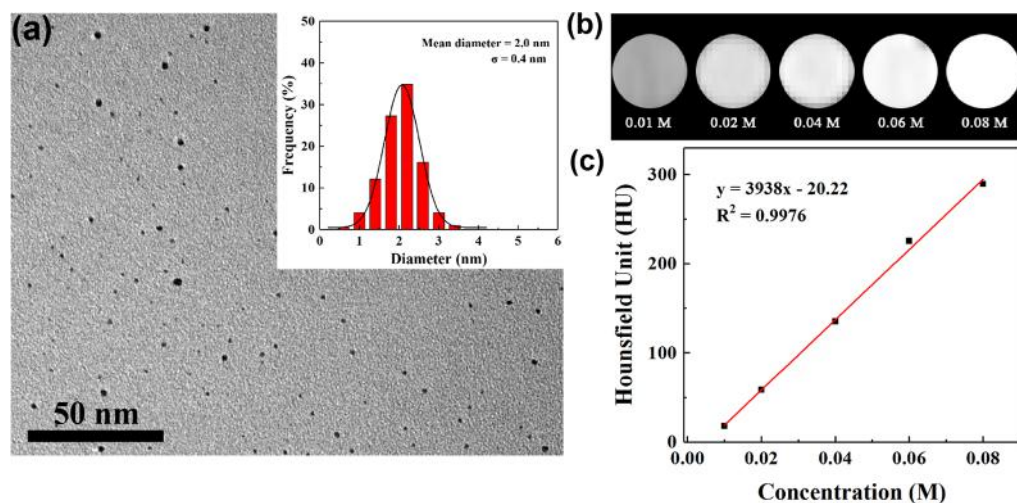 (a)
50 nm
Mean diameter = 2.0 nm
σ = 0.4 nm
Frequency (%)
50
40
30
20
10
0
0 1 2 3 4 5 6
Diameter (nm)
(b)
0.01 M 0.02 M 0.04 M 0.06 M 0.08 M
(c)
y = 3938x - 20.22
R² = 0.9976
Hounsfield Unit (HU)
300
200
100
0
0.00 0.02 0.04 0.06 0.08
Concentration (M)